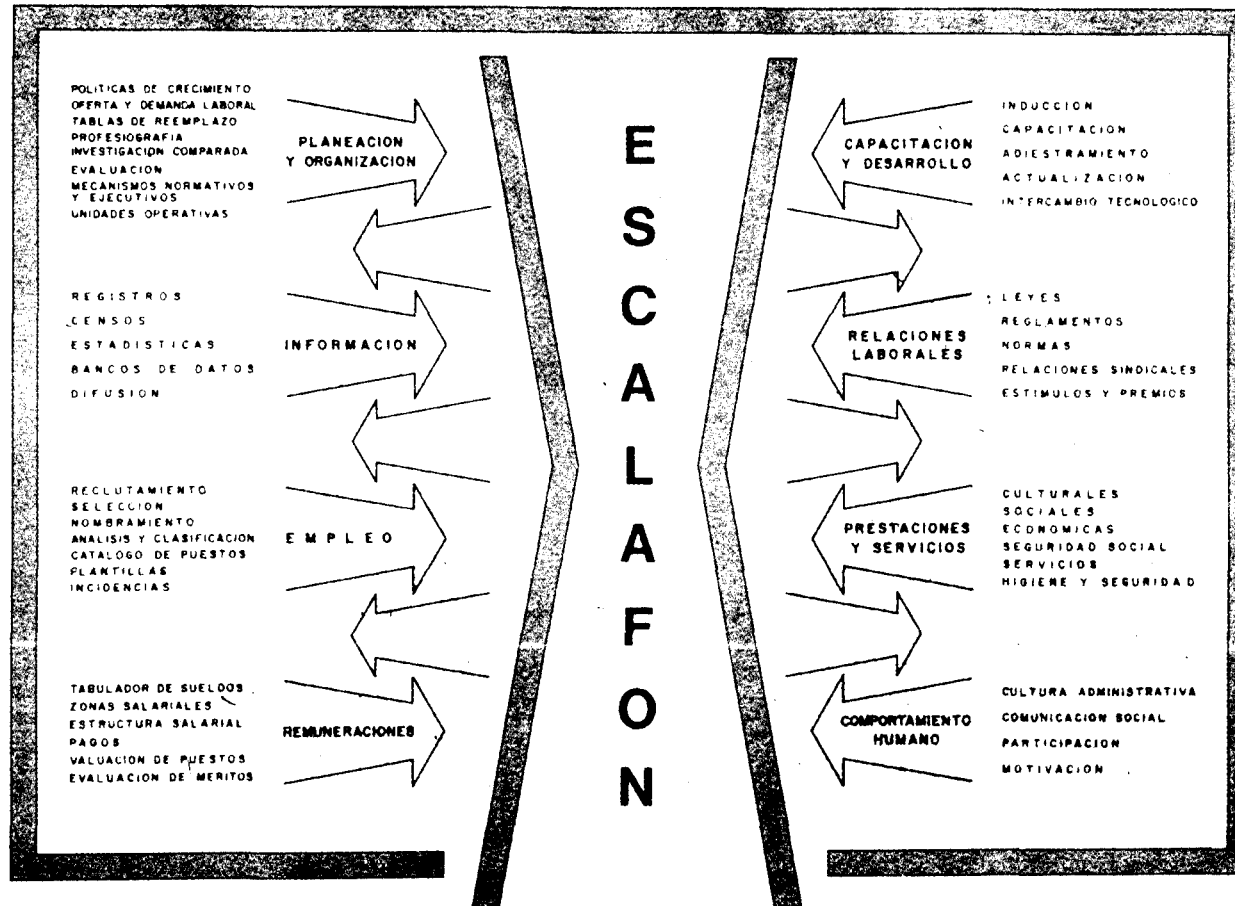 POLITICAS DE CRECIMIENTO
OFERTA Y DEMANDA LABORAL
TABLAS DE REEMPLAZO
PROFESIOGRAFIA
INVESTIGACION COMPARADA
EVALUACION
MECANISMOS NORMATIVOS
Y EJECUTIVOS
UNIDADES OPERATIVAS
PLANEACION
Y ORGANIZACION
REGISTROS
CENSOS
ESTADISTICAS
BANCOS DE DATOS
DIFUSION
INFORMACION
RECLUTAMIENTO
SELECCION
NOMBRAMIENTO
ANALISIS Y CLASIFICACION
CATALOGO DE PUESTOS
PLANTILLAS
INCIDENCIAS
EMPLEO
TABULADOR DE SUELDOS
ZONAS SALARIALES
ESTRUCTURA SALARIAL
PAGOS
VALUACION DE PUESTOS
EVALUACION DE MERITOS
REMUNERACIONES
ESCALAFON
CAPACITACION
Y DESARROLLO
INDUCCION
CAPACITACION
ADIESTRAMIENTO
ACTUALIZACION
INTERCAMBIO TECNOLOGICO
RELACIONES
LABORALES
LEYES
REGLAMENTOS
NORMAS
RELACIONES SINDICALES
ESTIMULOS Y PREMIOS
PRESTACIONES
Y SERVICIOS
CULTURALES
SOCIALES
ECONOMICAS
SEGURIDAD SOCIAL
SERVICIOS
HIGIENE Y SEGURIDAD
COMPORTAMIENTO
HUMANO
CULTURA ADMINISTRATIVA
COMUNICACION SOCIAL
PARTICIPACION
MOTIVACION